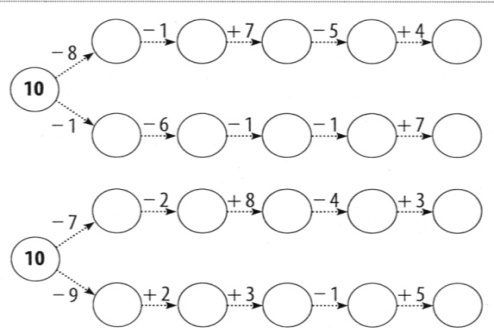 − 8 − 1 + 7 − 5 + 4
10
− 1 − 6 − 1 − 1 + 7
− 7 − 2 + 8 − 4 + 3
10
− 9 + 2 + 3 − 1 + 5